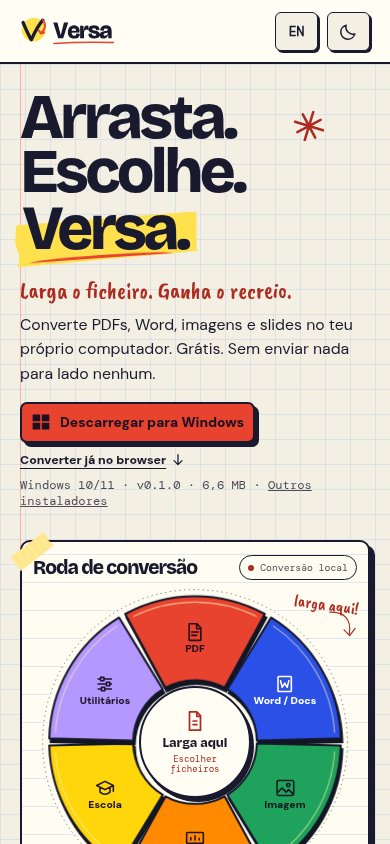 Versa
EN
Arrasta.
Escolhe.
Versa.
Larga o ficheiro. Ganha o recreio.
Converte PDFs, Word, imagens e slides no teu
próprio computador. Grátis. Sem enviar nada
para lado nenhum.
Descarregar para Windows
Converter já no browser ↓
Windows 10/11 · v0.1.0 · 6,6 MB · Outros
instaladores
Roda de conversão
Conversão local
larga aqui!
PDF
Utilitários
Word / Docs
Larga aqui
Escolher
ficheiros
Escola
Imagem